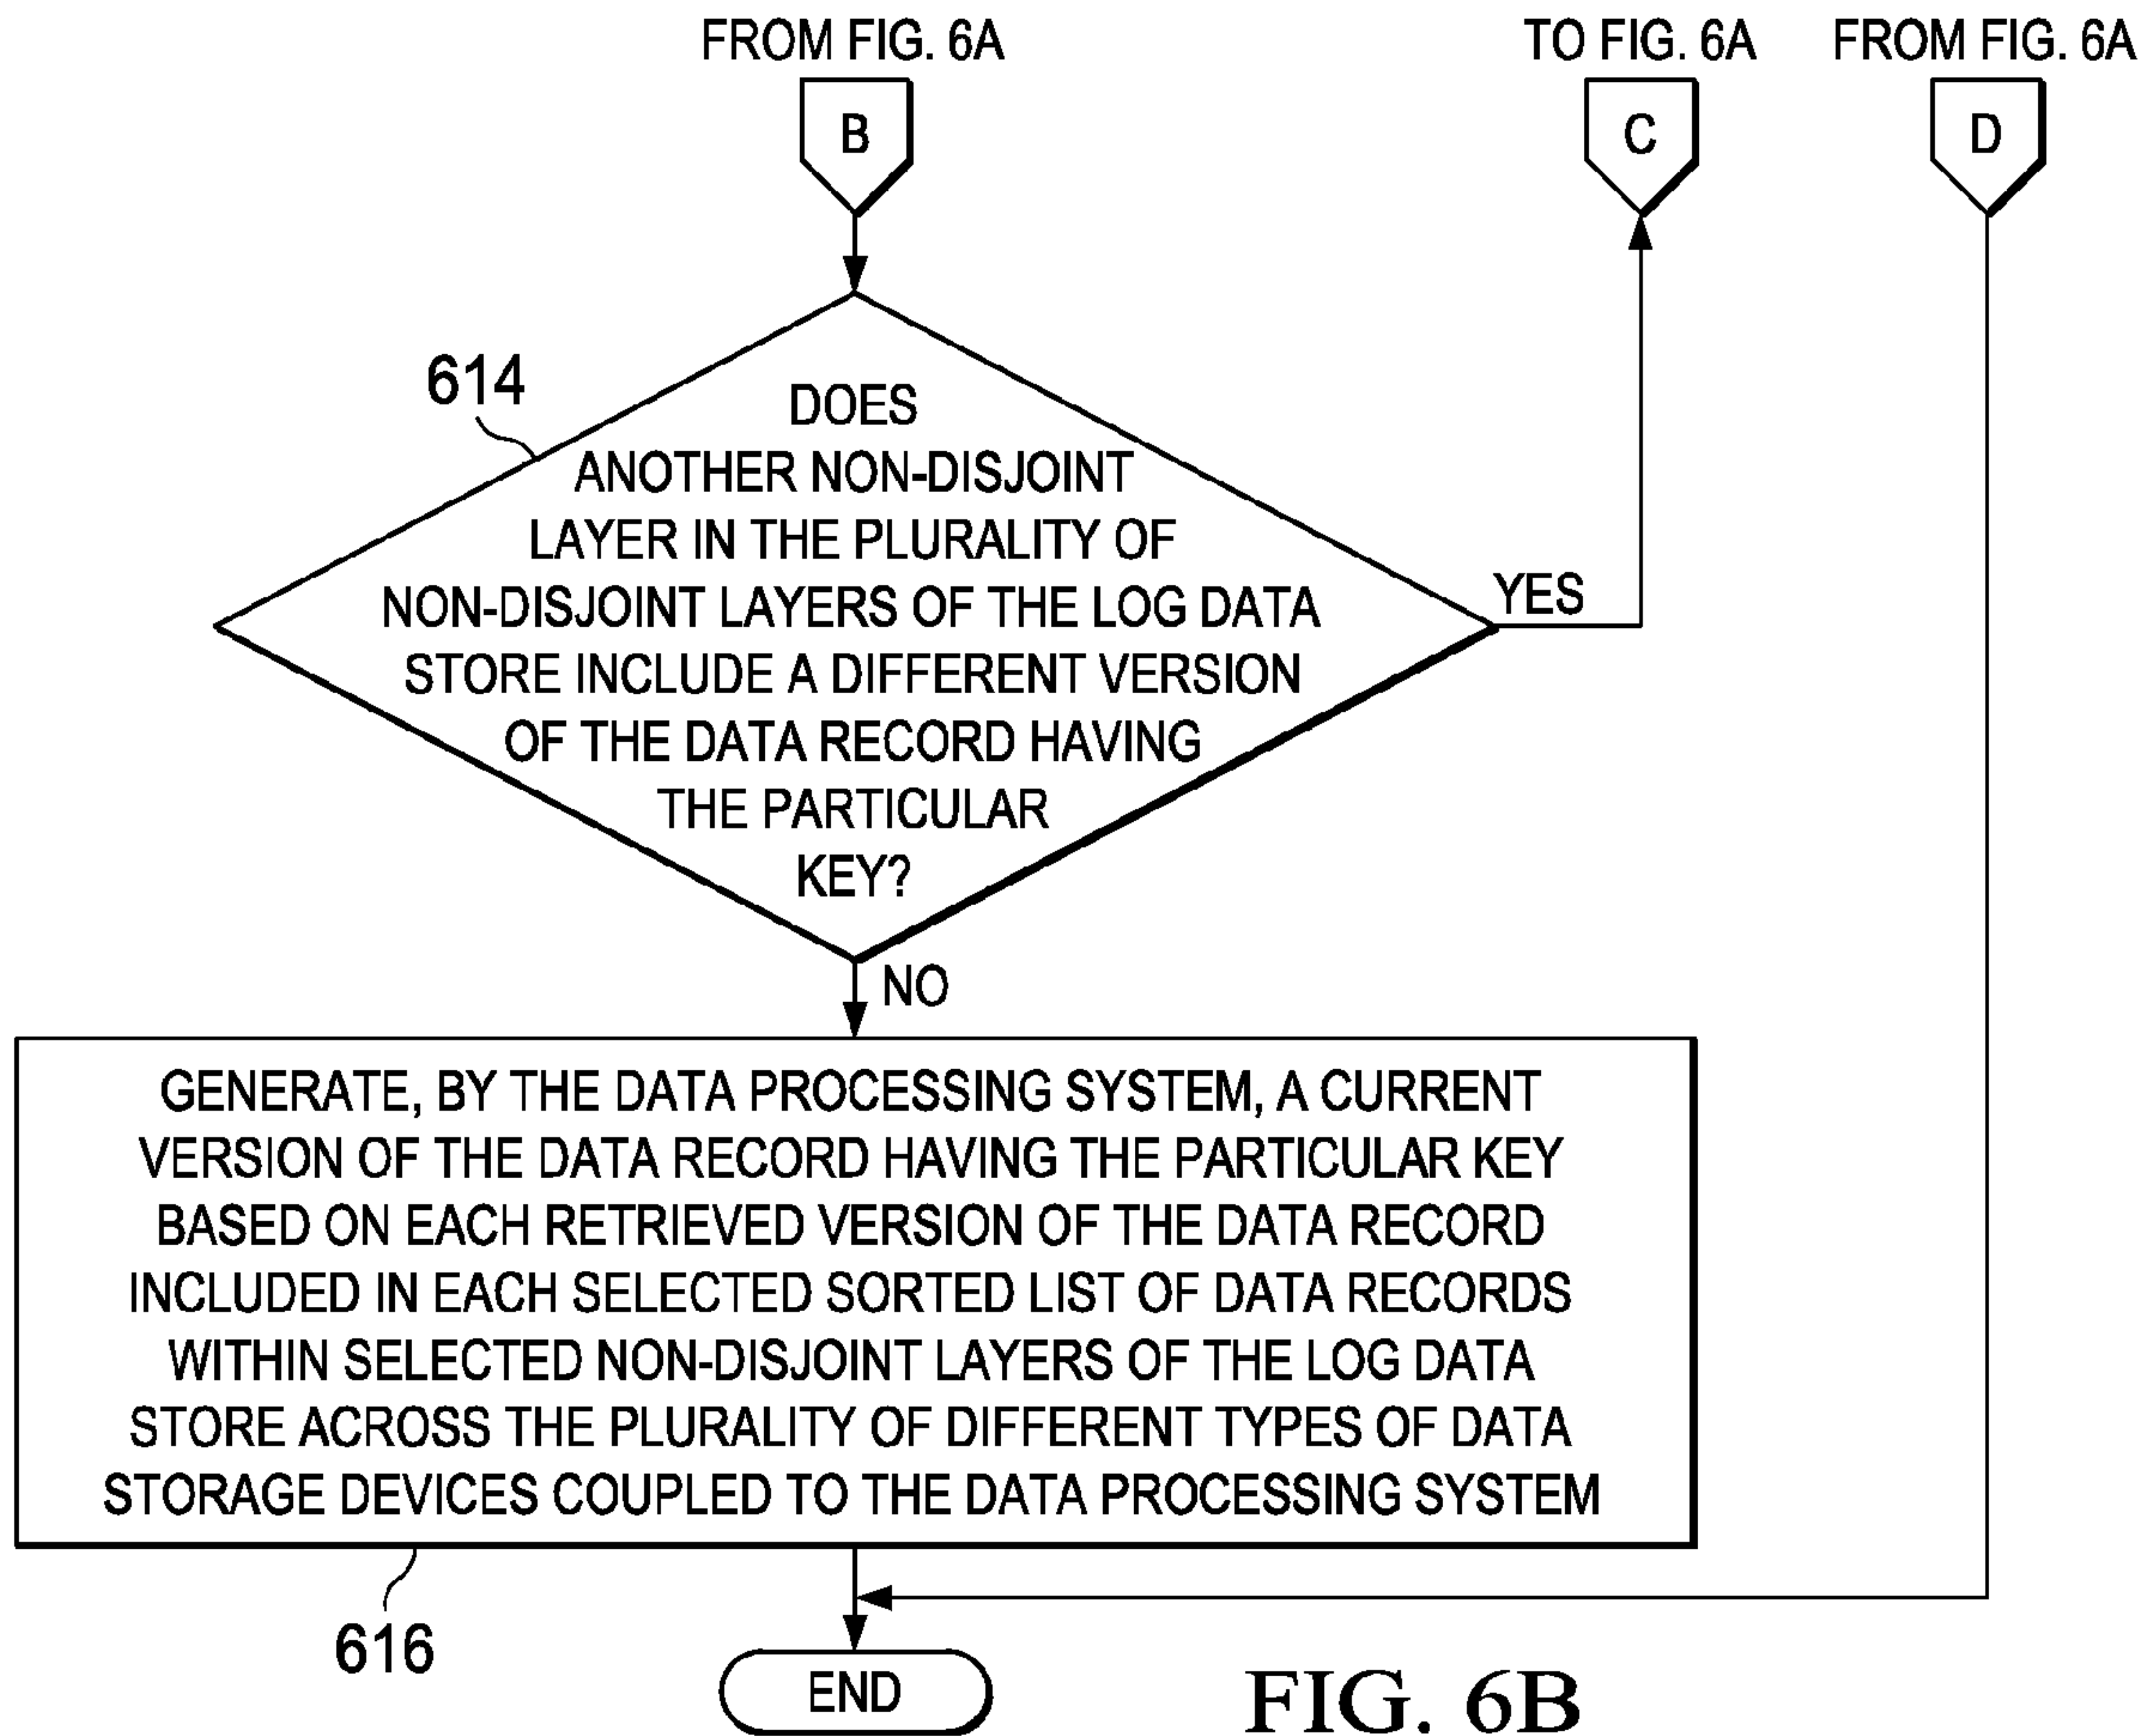 FROM FIG. 6A
TO FIG. 6A
FROM FIG. 6A
B
C
D
614
DOES
ANOTHER NON-DISJOINT
LAYER IN THE PLURALITY OF
NON-DISJOINT LAYERS OF THE LOG DATA
STORE INCLUDE A DIFFERENT VERSION
OF THE DATA RECORD HAVING
THE PARTICULAR
KEY?
YES
NO
GENERATE, BY THE DATA PROCESSING SYSTEM, A CURRENT
VERSION OF THE DATA RECORD HAVING THE PARTICULAR KEY
BASED ON EACH RETRIEVED VERSION OF THE DATA RECORD
INCLUDED IN EACH SELECTED SORTED LIST OF DATA RECORDS
WITHIN SELECTED NON-DISJOINT LAYERS OF THE LOG DATA
STORE ACROSS THE PLURALITY OF DIFFERENT TYPES OF DATA
STORAGE DEVICES COUPLED TO THE DATA PROCESSING SYSTEM
616
END
FIG. 6B